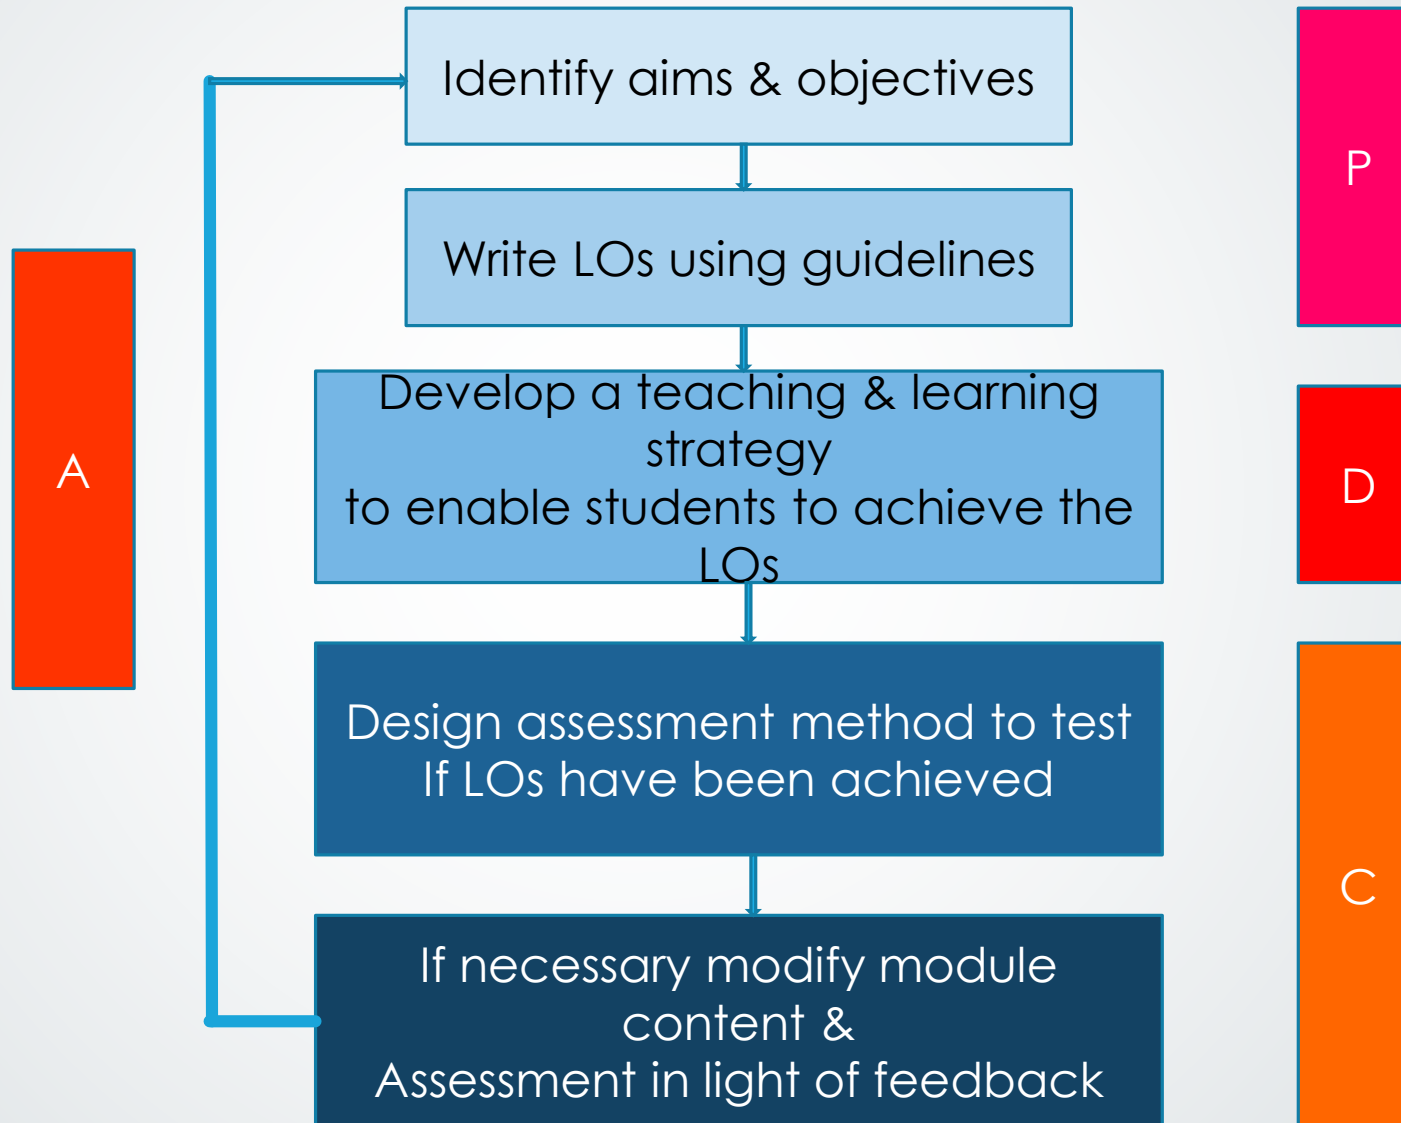 Identify aims & objectives
P
Write LOs using guidelines
A
Develop a teaching & learning
strategy
to enable students to achieve the
LOs
D
Design assessment method to test
If LOs have been achieved
C
If necessary modify module
content &
Assessment in light of feedback